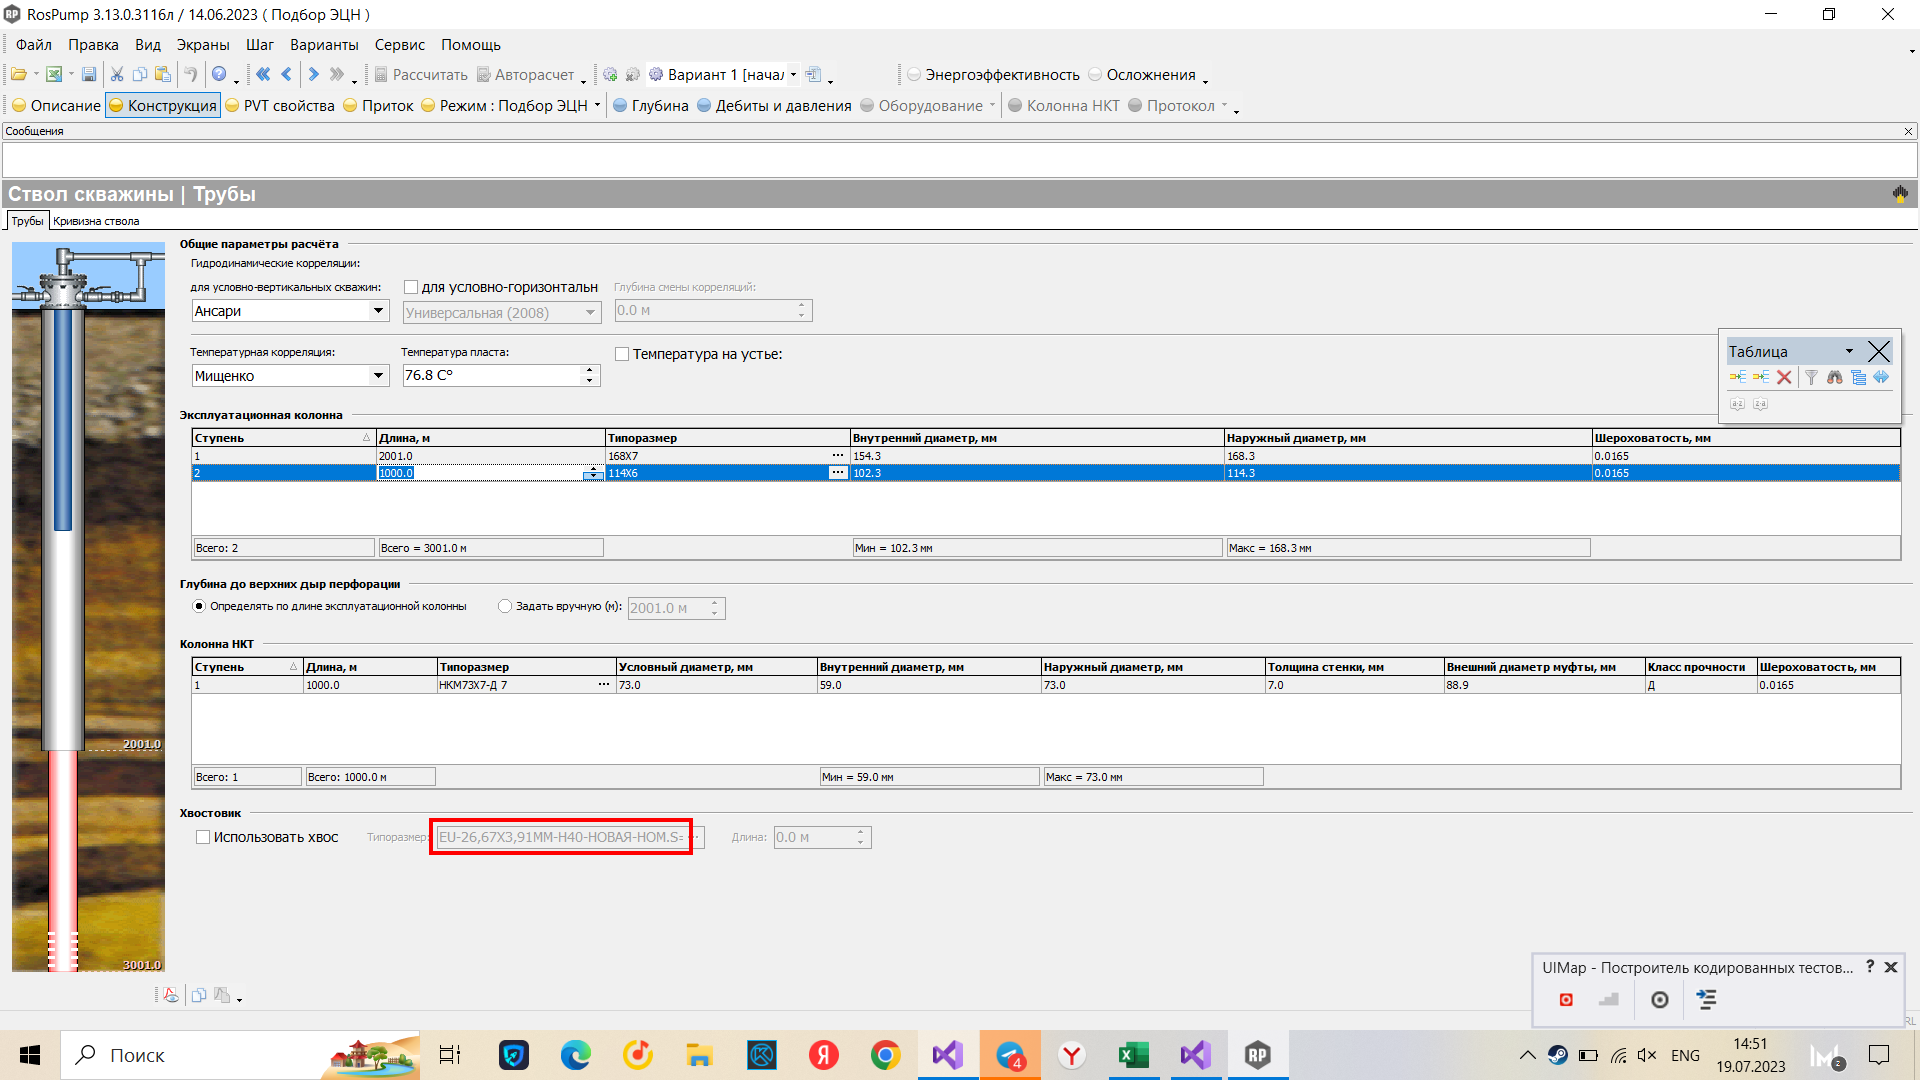 RosPump 3.13.0.3116л / 14.06.2023 ( Подбор ЭЦН )
Файл Правка Вид Экраны Шаг Варианты Сервис Помощь
Рассчитать Авторасчет Вариант 1 [начал Энергоэффективность Осложнения
Описание Конструкция PVT свойства Приток Режим : Подбор ЭЦН Глубина Дебиты и давления Оборудование Колонна НКТ Протокол
Сообщения
Ствол скважины | Трубы
Трубы Кривизна ствола
Общие параметры расчёта
Гидродинамические корреляции:
для условно-вертикальных скважин: для условно-горизонтальн Глубина смены корреляций:
Ансари Универсальная (2008) 0.0 м
Температурная корреляция: Температура пласта: Температура на устье:
Мищенко 76.8 C°
Таблица
Эксплуатационная колонна
Ступень Длина, м Типоразмер Внутренний диаметр, мм Наружный диаметр, мм Шероховатость, мм
1 2001.0 168X7 ... 154.3 168.3 0.0165
2 1000.0 114X6 ... 102.3 114.3 0.0165
Всего: 2 Всего = 3001.0 м Мин = 102.3 мм Макс = 168.3 мм
Глубина до верхних дыр перфорации
Определять по длине эксплуатационной колонны Задать вручную (м): 2001.0 м
Колонна НКТ
Ступень Длина, м Типоразмер Условный диаметр, мм Внутренний диаметр, мм Наружный диаметр, мм Толщина стенки, мм Внешний диаметр муфты, мм Класс прочности Шероховатость, мм
1 1000.0 НКМ73X7-Д 7 ... 73.0 59.0 73.0 7.0 88.9 Д 0.0165
2001.0
Всего: 1 Всего: 1000.0 м Мин = 59.0 мм Макс = 73.0 мм
Хвостовик
Использовать хвос Типоразмер: EU-26,67X3,91ММ-H40-НОВАЯ-НОМ.S= Длина: 0.0 м
3001.0
UIMap - Построитель кодированных тестов...
Поиск
4
ENG
14:51
19.07.2023
2